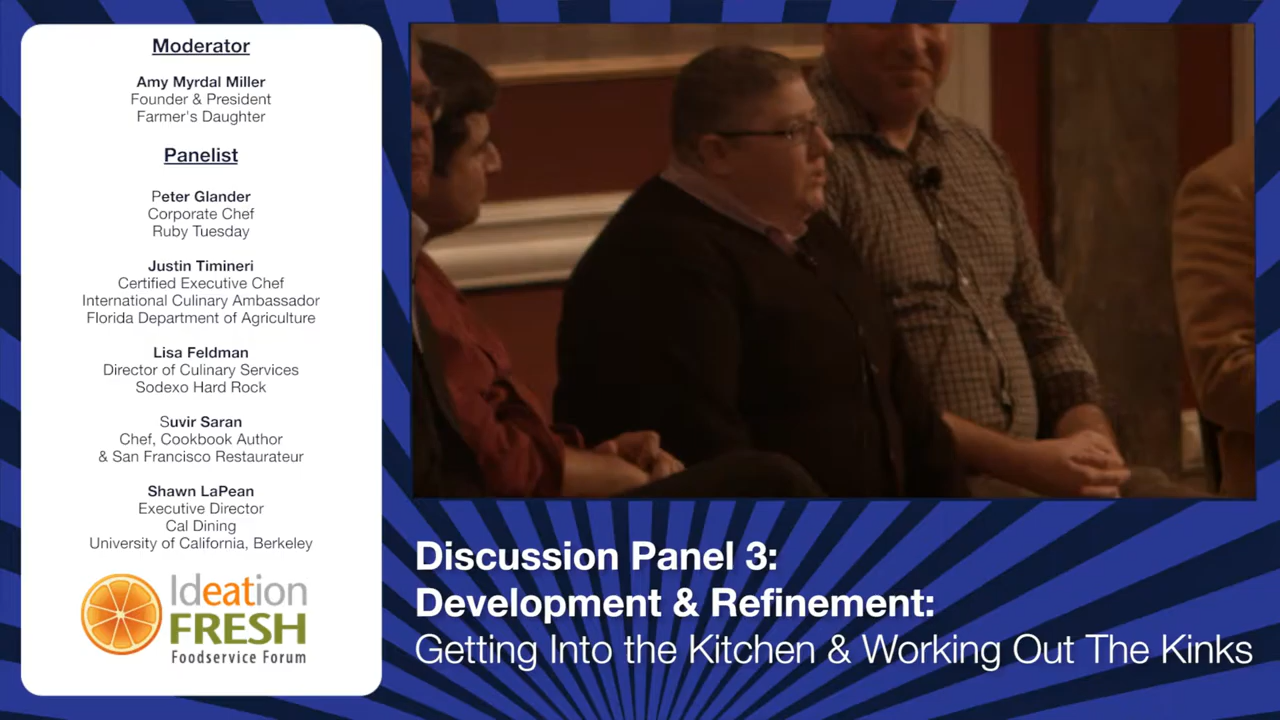 Moderator
Amy Myrdal Miller
Founder & President
Farmer's Daughter
Panelist
Peter Glander
Corporate Chef
Ruby Tuesday
Justin Timineri
Certified Executive Chef
International Culinary Ambassador
Florida Department of Agriculture
Lisa Feldman
Director of Culinary Services
Sodexo Hard Rock
Suvir Saran
Chef, Cookbook Author
& San Francisco Restaurateur
Shawn LaPean
Executive Director
Cal Dining
University of California, Berkeley
Ideation
FRESH
Foodservice Forum
Discussion Panel 3:
Development & Refinement:
Getting Into the Kitchen & Working Out The Kinks